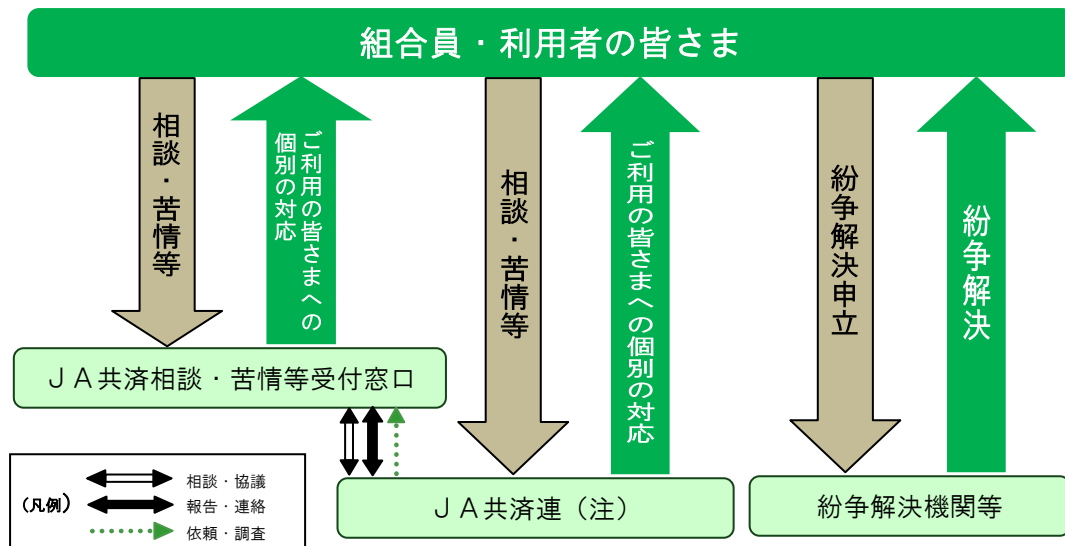 組合員・利用者の皆さま
相談・苦情等
ご利用の皆さまへの
個別の対応
相談・苦情等
ご利用の皆さまへの個別の対応
紛争解決申立
紛争解決
ＪＡ共済相談・苦情等受付窓口
ＪＡ共済連（注）
紛争解決機関等
（凡例）
相談・協議
報告・連絡
依頼・調査